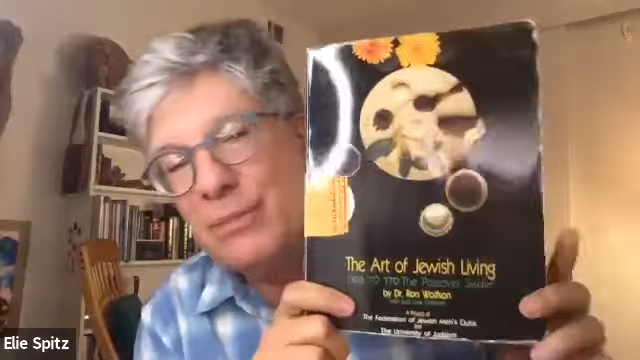 The Art of Jewish Living
The Passover Seder
by Dr. Ron Wolfson
A Project of
The Federation of Jewish Men's Clubs
and
The University of Judaism
Elie Spitz